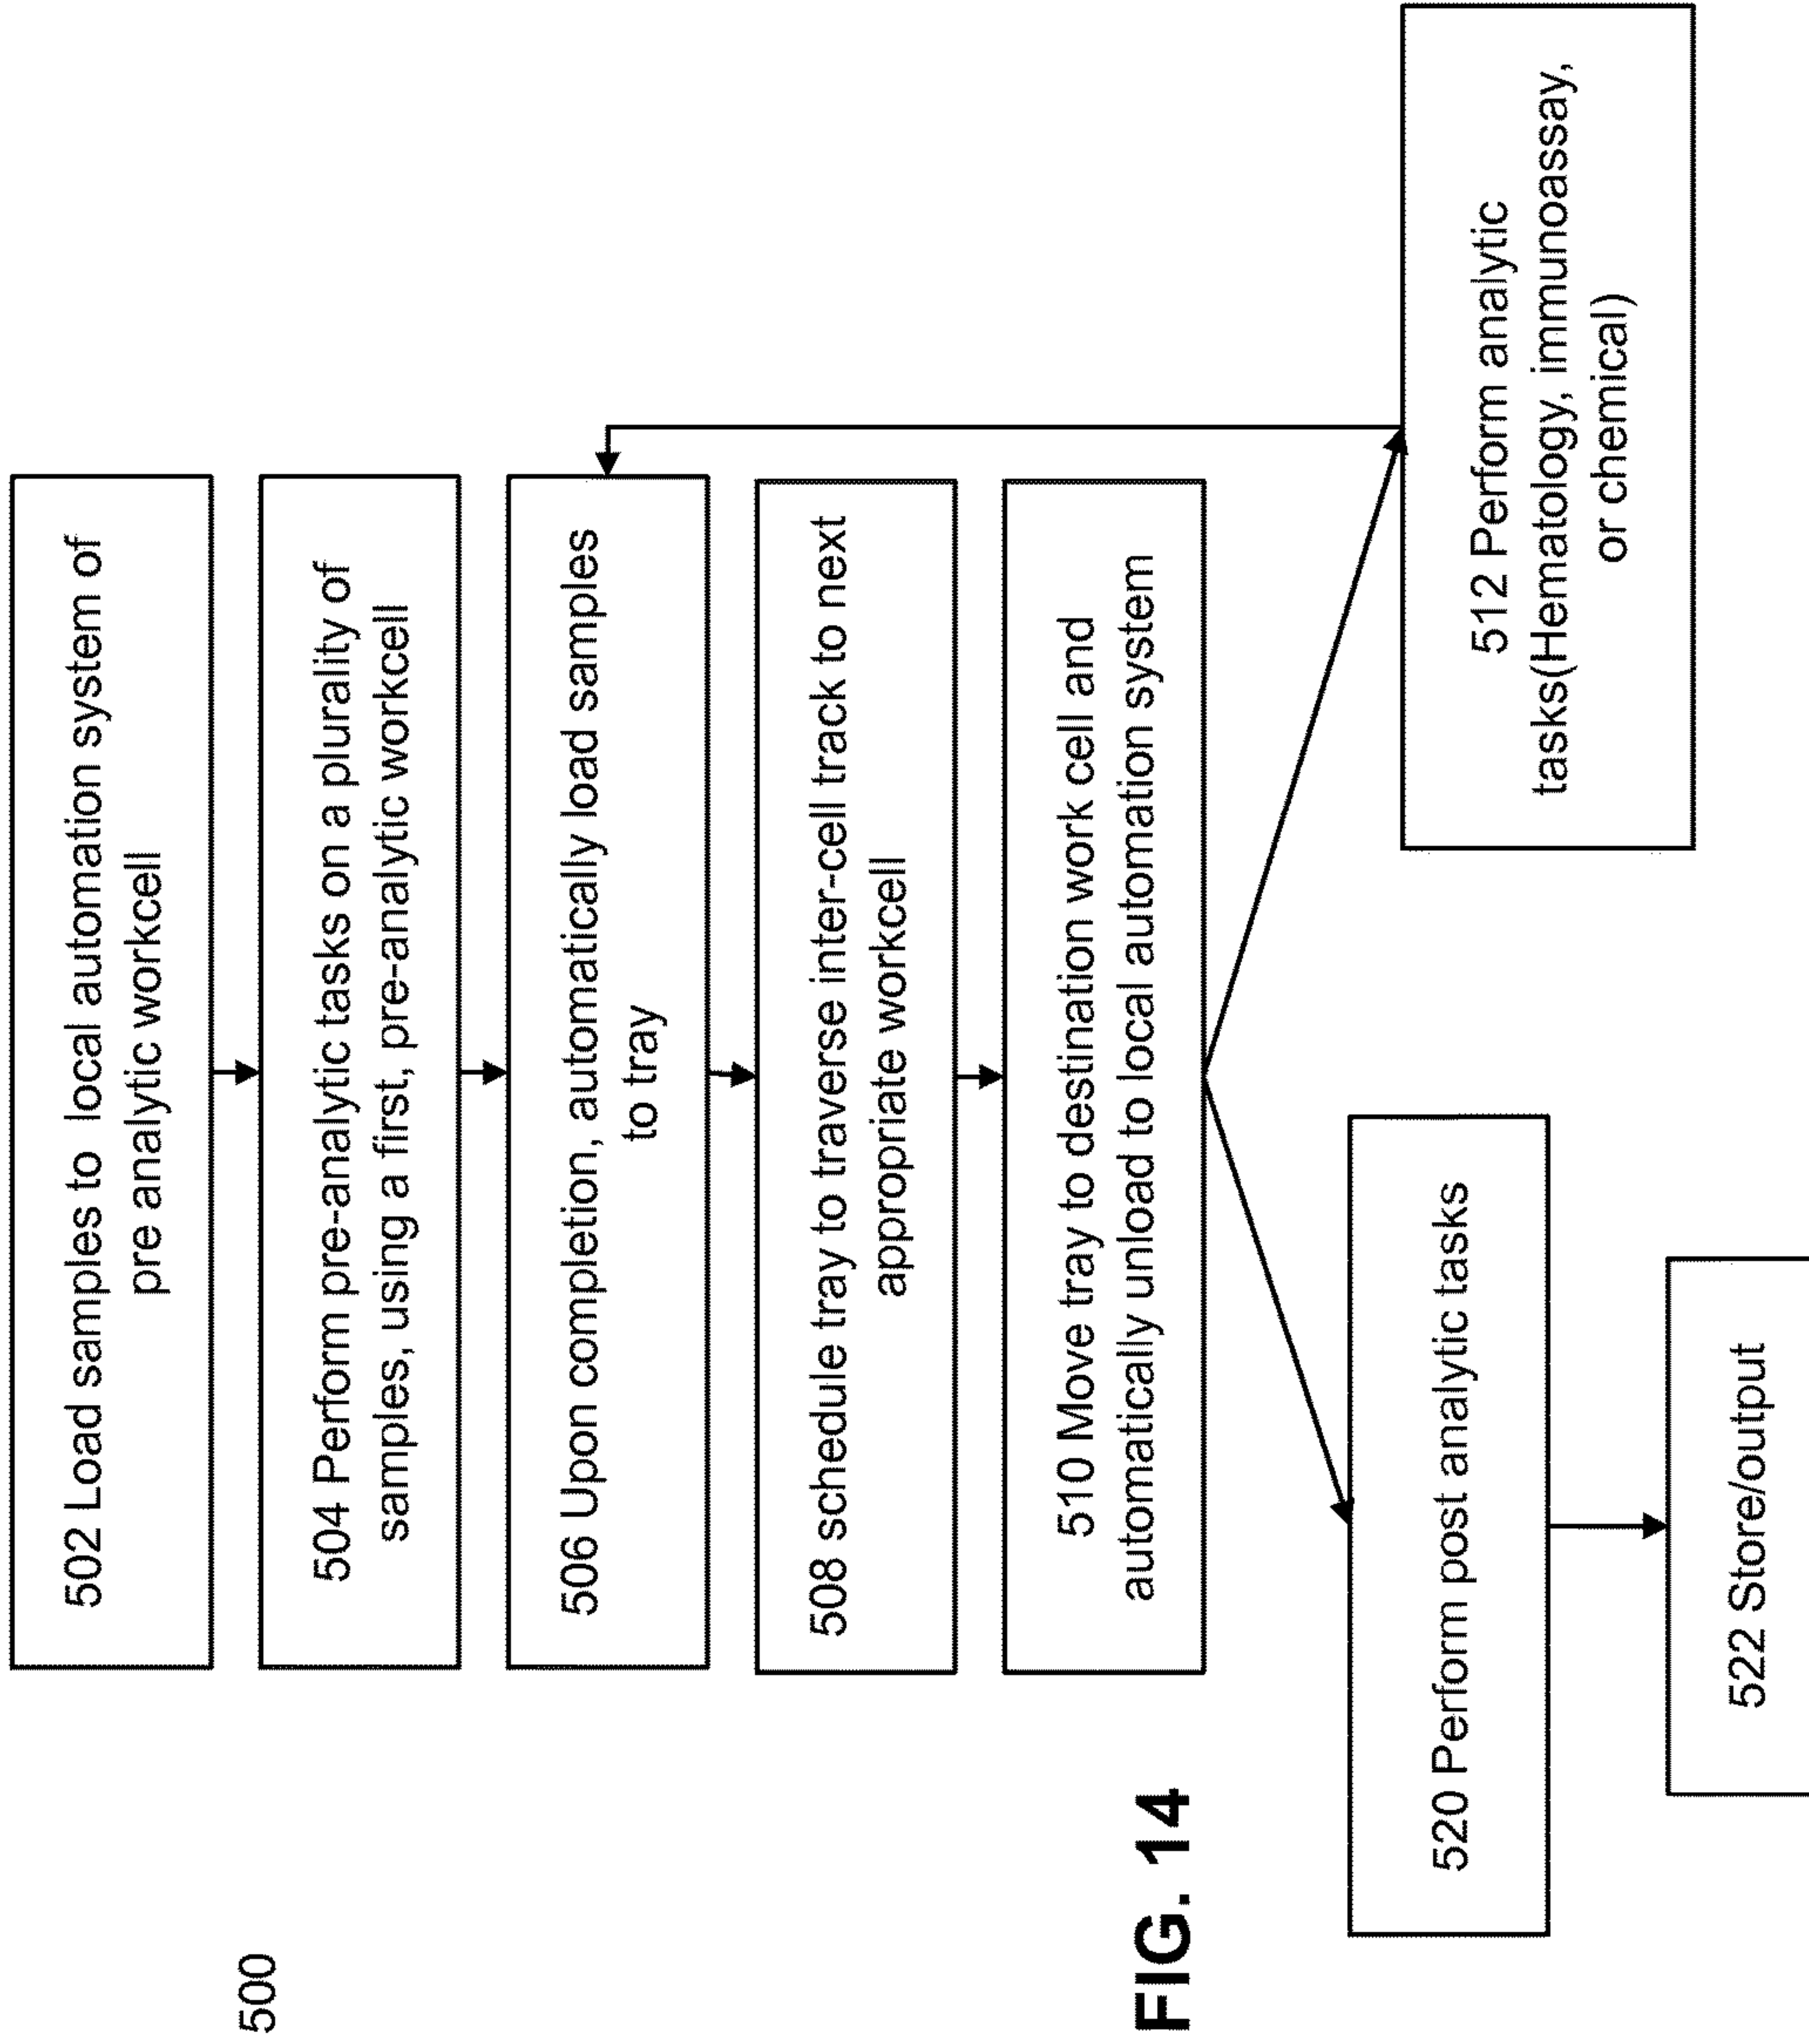 500
502 Load samples to local automation system of
pre analytic workcell
504 Perform pre-analytic tasks on a plurality of
samples, using a first, pre-analytic workcell
506 Upon completion, automatically load samples
to tray
508 schedule tray to traverse inter-cell track to next
appropriate workcell
510 Move tray to destination work cell and
automatically unload to local automation system
512 Perform analytic
tasks(Hematology, immunoassay,
or chemical)
520 Perform post analytic tasks
522 Store/output
FIG. 14